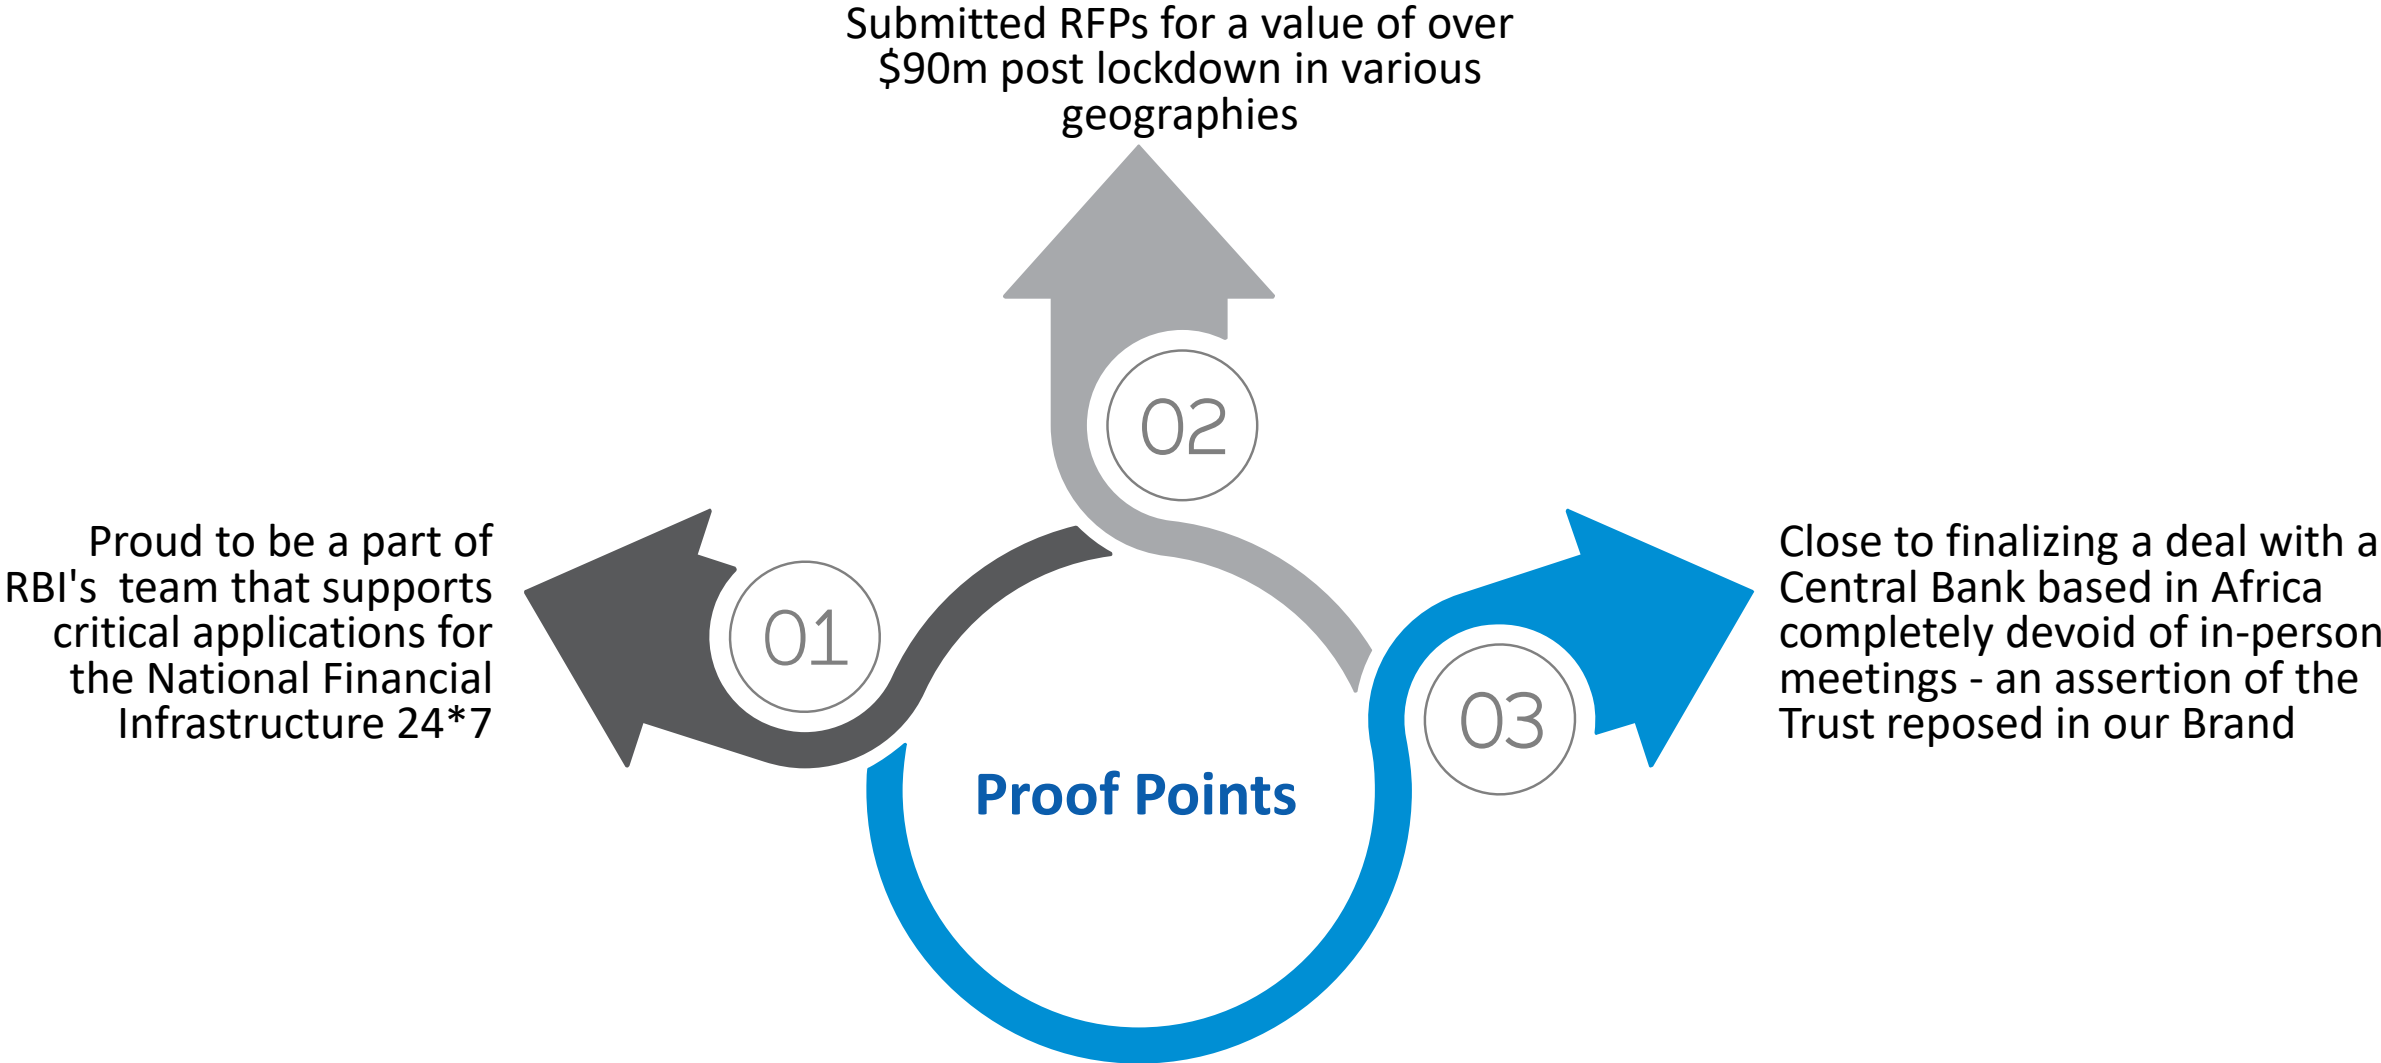 Submitted RFPs for a value of over
$90m post lockdown in various
geographies
02
Proud to be a part of
RBI's  team that supports
critical applications for
the National Financial
Infrastructure 24*7
01
Close to finalizing a deal with a
Central Bank based in Africa
completely devoid of in-person
meetings - an assertion of the
Trust reposed in our Brand
03
Proof Points